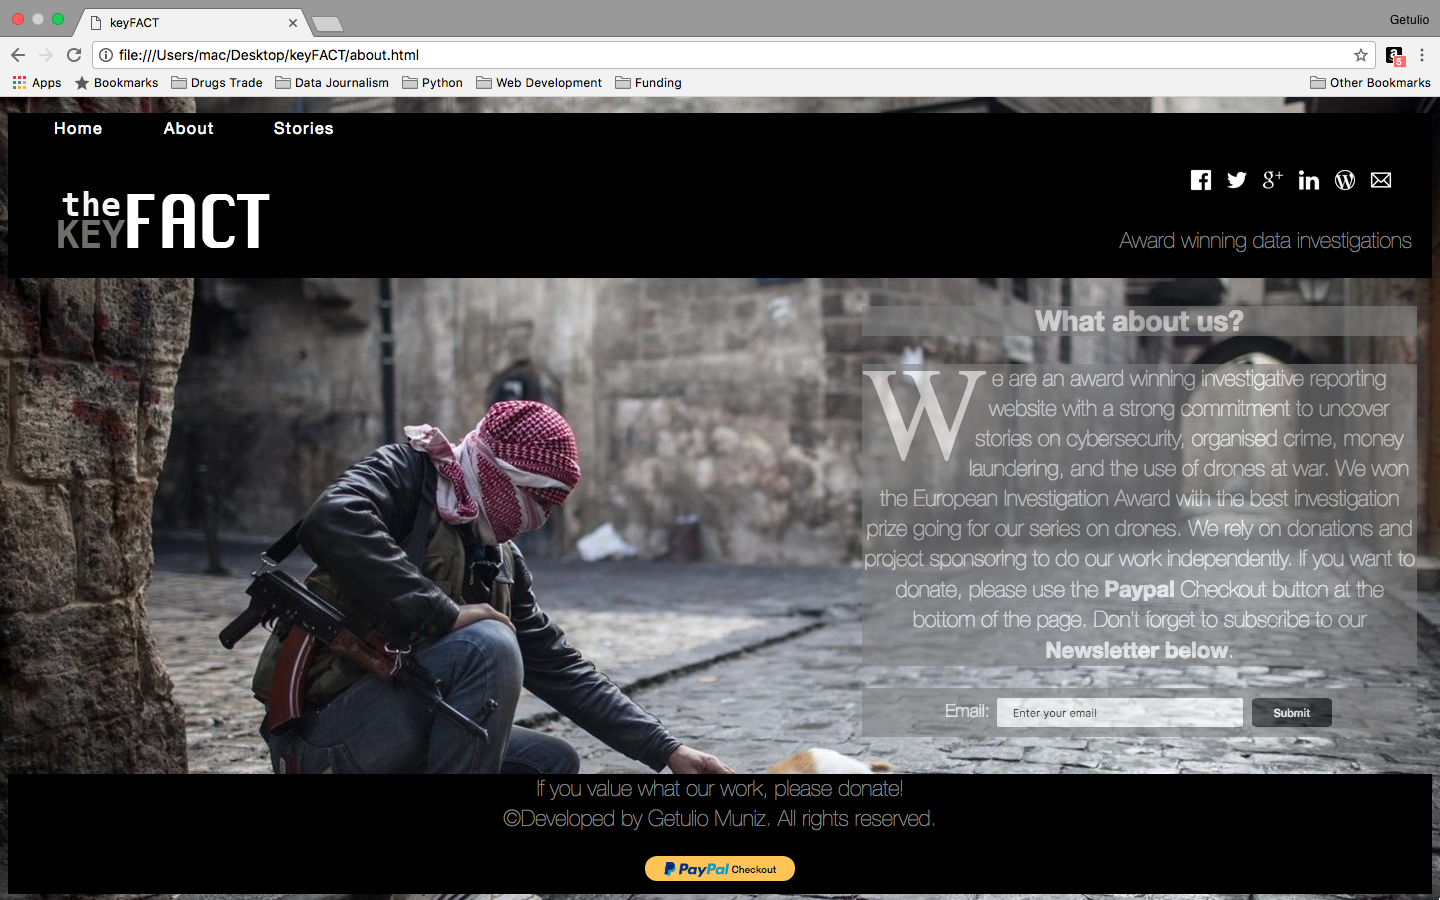 keyFACT
Getulio
file:///Users/mac/Desktop/keyFACT/about.html
5
Apps Bookmarks Drugs Trade Data Journalism Python Web Development Funding Other Bookmarks
Home About Stories
the
KEYFACT
Award winning data investigations
What about us?
We are an award winning investigative reporting
website with a strong commitment to uncover
stories on cybersecurity, organised crime, money
laundering, and the use of drones at war. We won
the European Investigation Award with the best investigation
prize going for our series on drones. We rely on donations and
project sponsoring to do our work independently. If you want to
donate, please use the Paypal Checkout button at the
bottom of the page. Don't forget to subscribe to our
Newsletter below.
Email: Enter your email Submit
If you value what our work, please donate!
©Developed by Getulio Muniz. All rights reserved.
PayPal Checkout